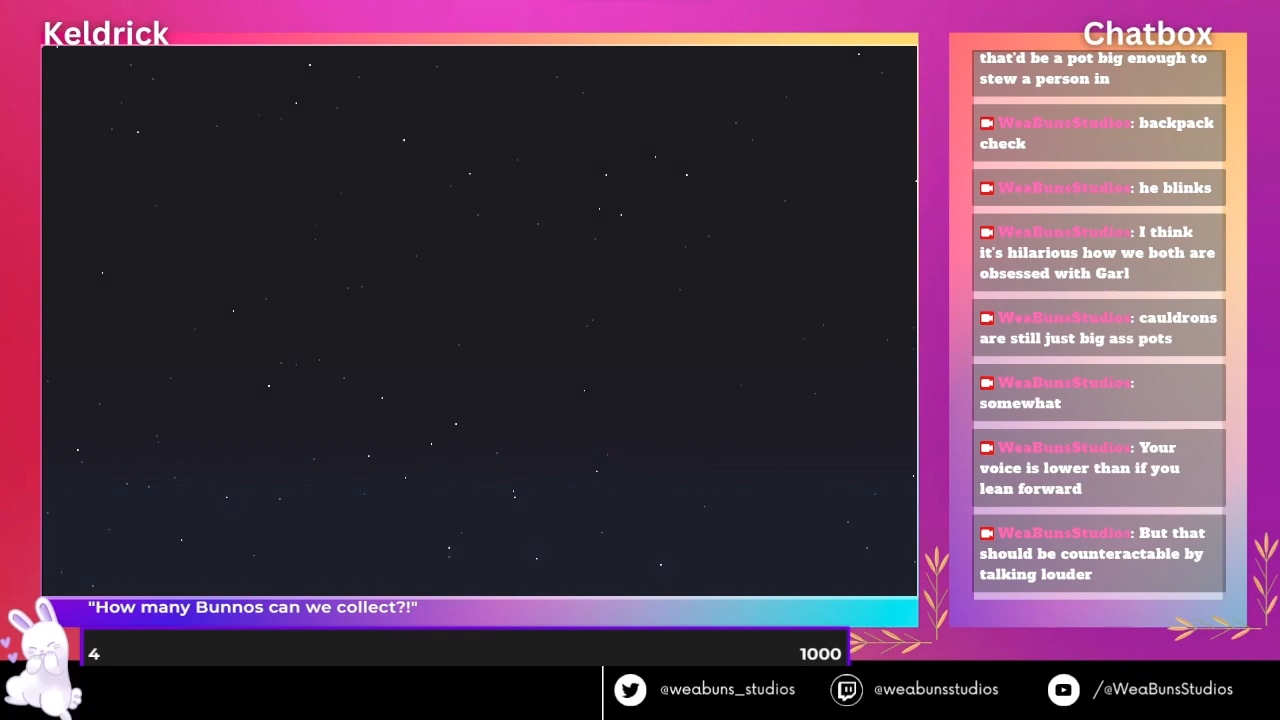 Keldrick
Chatbox
that'd be a pot big enough to
stew a person in
WeaBunsStudios: backpack
check
WeaBunsStudios: he blinks
WeaBunsStudios: I think
it's hilarious how we both are
obsessed with Garl
WeaBunsStudios: cauldrons
are still just big ass pots
WeaBunsStudios:
somewhat
WeaBunsStudios: Your
voice is lower than if you
lean forward
WeaBunsStudios: But that
should be counteractable by
talking louder
"How many Bunnos can we collect?!"
4
1000
@weabuns_studios
@weabunsstudios
/@WeaBunsStudios